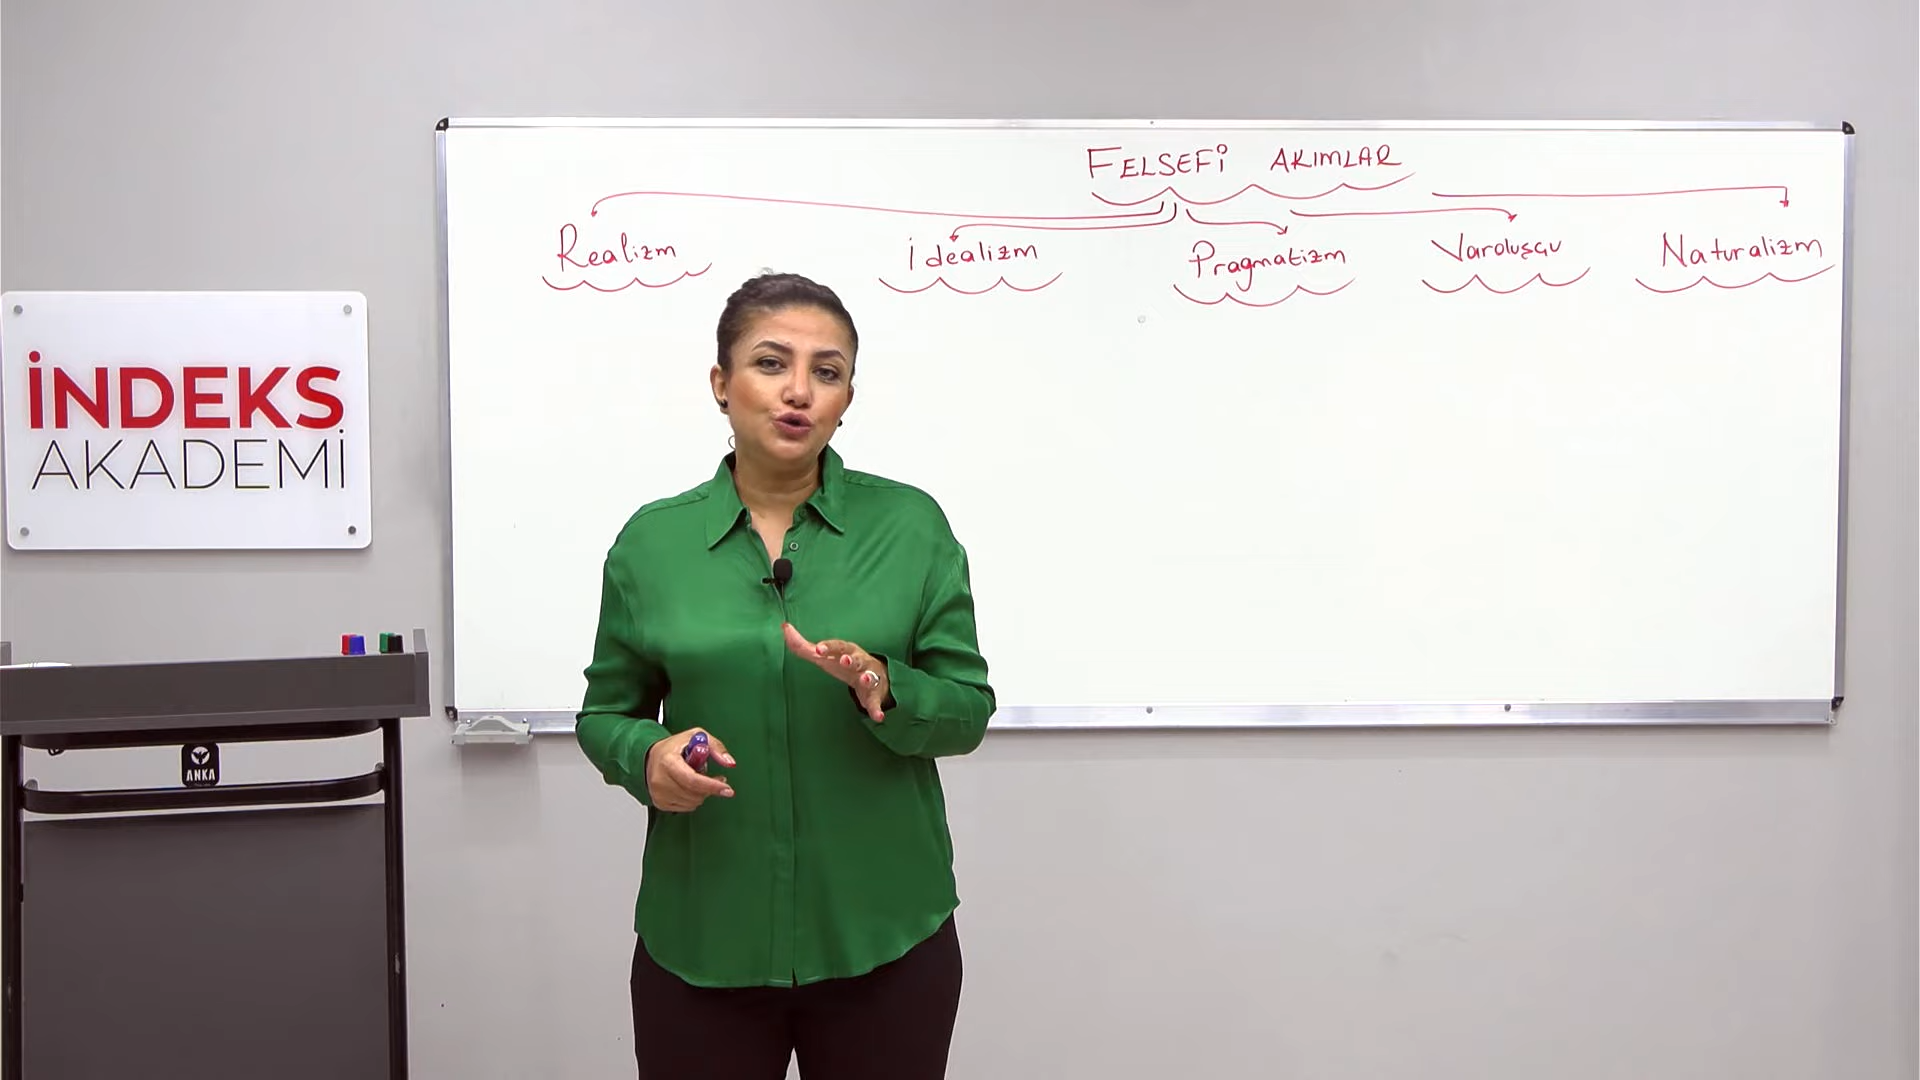 FELSEFİ AKIMLAR
Realizm İdealizm Pragmatizm Varoluşçu Naturalizm
İNDEKS
AKADEMİ
ANKA